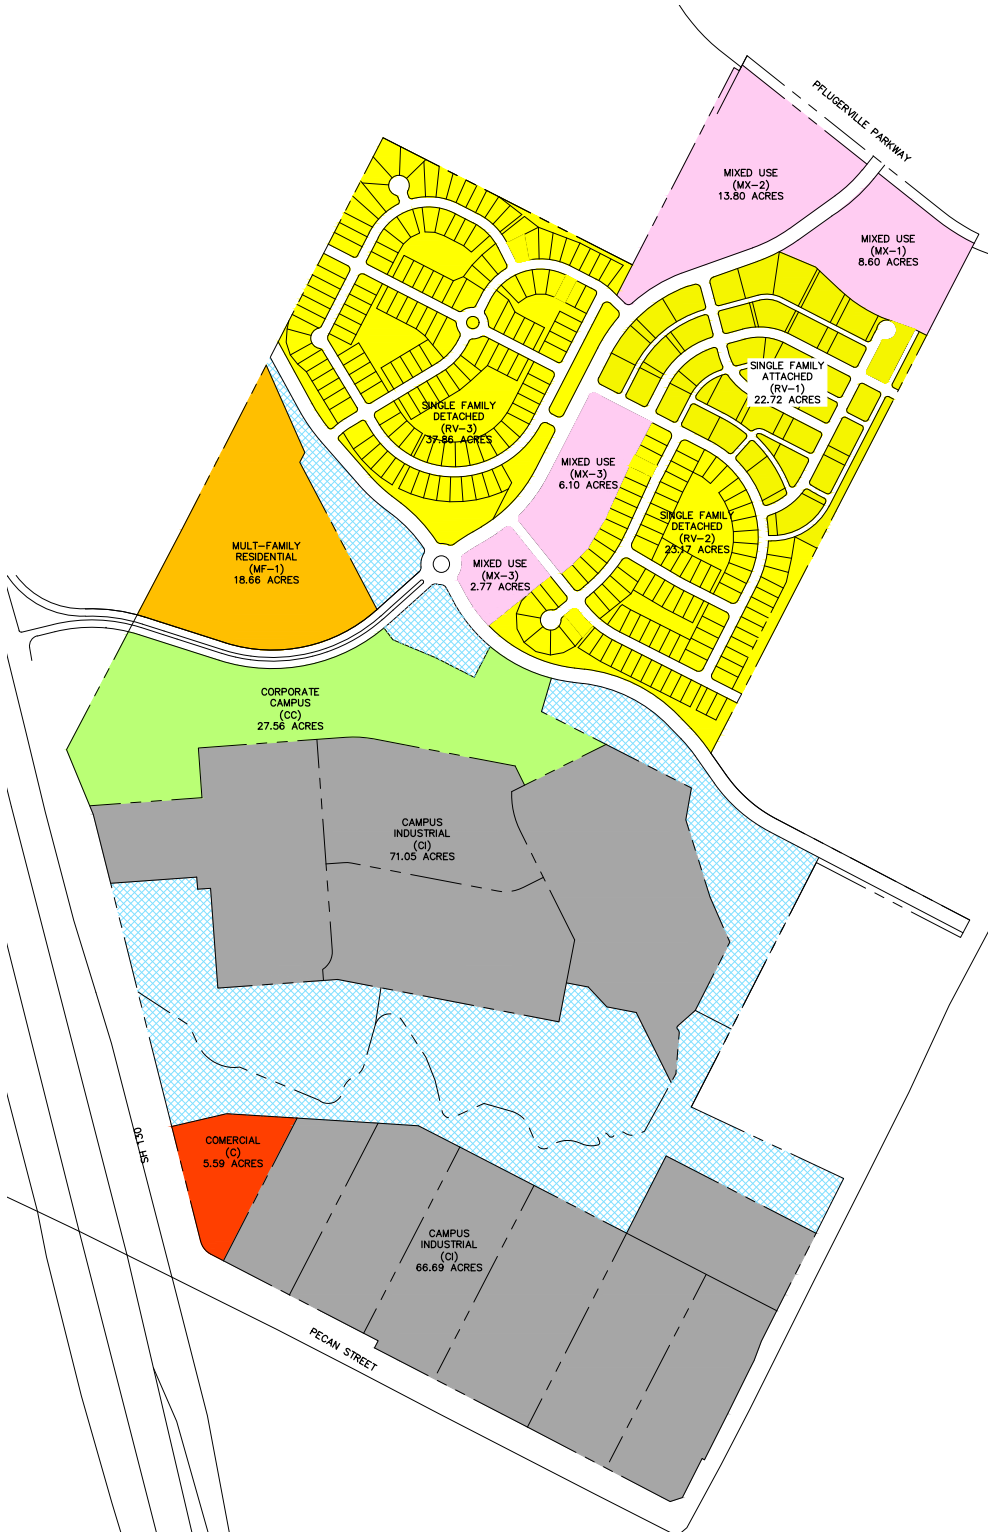 PFLUGERVILLE PARKWAY
MIXED USE
(MX-2)
13.80 ACRES
MIXED USE
(MX-1)
8.60 ACRES
SINGLE FAMILY
ATTACHED
(RV-1)
22.72 ACRES
SINGLE FAMILY
DETACHED
(RV-3)
37.86 ACRES
MIXED USE
(MX-3)
6.10 ACRES
SINGLE FAMILY
DETACHED
(RV-2)
23.17 ACRES
MULT-FAMILY
RESIDENTIAL
(MF-1)
18.66 ACRES
MIXED USE
(MX-3)
2.77 ACRES
CORPORATE
CAMPUS
(CC)
27.56 ACRES
CAMPUS
INDUSTRIAL
(CI)
71.05 ACRES
SH 130
COMERCIAL
(C)
5.59 ACRES
CAMPUS
INDUSTRIAL
(CI)
66.69 ACRES
PECAN STREET